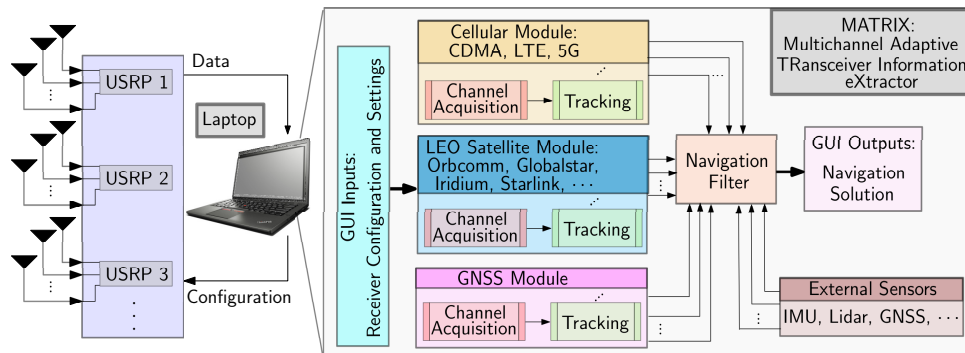 USRP 1
USRP 2
USRP 3
Data
Laptop
Configuration
GUI Inputs:
Receiver Configuration and Settings
Cellular Module:
CDMA, LTE, 5G
Channel
Acquisition
Tracking
LEO Satellite Module:
Orbcomm, Globalstar,
Iridium, Starlink, · · ·
Channel
Acquisition
Tracking
GNSS Module
Channel
Acquisition
Tracking
Navigation
Filter
MATRIX:
Multichannel Adaptive
TRansceiver Information
eXtractor
GUI Outputs:
Navigation
Solution
External Sensors
IMU, Lidar, GNSS, · · ·